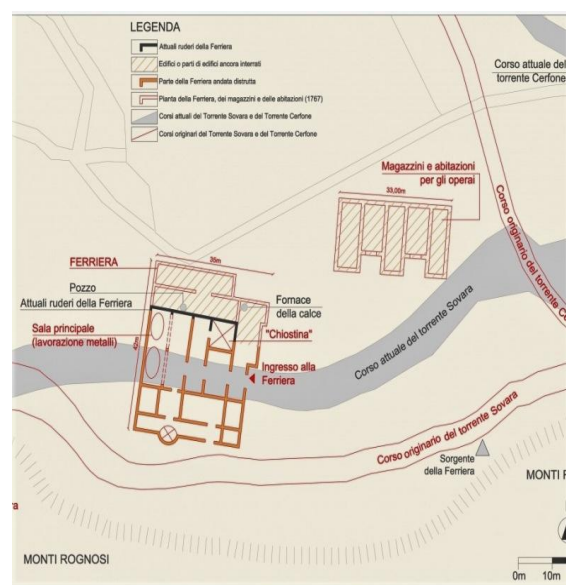 LEGENDA
Attuali ruderi della Ferriera
Edifici o parti di edifici ancora interrati
Parte della Ferriera andata distrutta
Pianta della Ferriera, dei magazzini e delle abitazioni (1767)
Corsi attuali del Torrente Sovara e del Torrente Cerfone
Corsi originari del Torrente Sovara e del Torrente Cerfone
Corso attuale del
torrente Cerfone
Magazzini e abitazioni
per gli operai
33,00m
Corso originario del torrente
FERRIERA
35m
Pozzo
Attuali ruderi della Ferriera
Fornace
della calce
Sala principale
(lavorazione metalli)
"Chiostina"
42m
Ingresso alla
Ferriera
Corso attuale del torrente Sovara
Corso originario del torrente Sovara
Sorgente
della Ferriera
MONTI
MONTI ROGNOSI
0m 10m